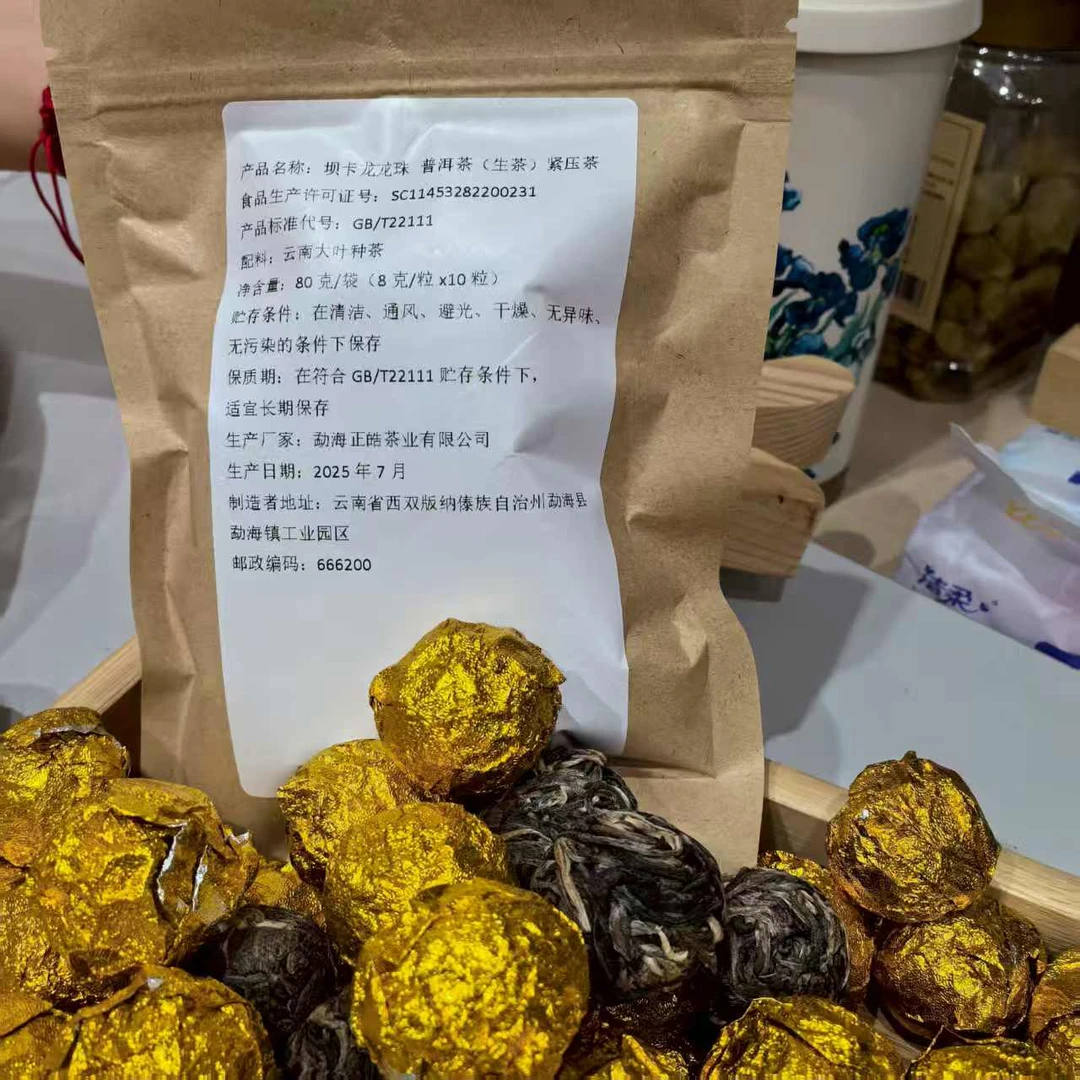 产品名称：坝卡龙龙珠 普洱茶（生茶）紧压茶
食品生产许可证号：SC11453282200231
产品标准代号：GB/T22111
配料：云南大叶种茶
净含量：80克/袋（8克/粒 x10粒）
贮存条件：在清洁、通风、避光、干燥、无异味、
无污染的条件下保存
保质期：在符合 GB/T22111 贮存条件下，
适宜长期保存
生产厂家：勐海正皓茶业有限公司
生产日期：2025年7月
制造者地址：云南省西双版纳傣族自治州勐海县
勐海镇工业园区
邮政编码：666200
洁柔